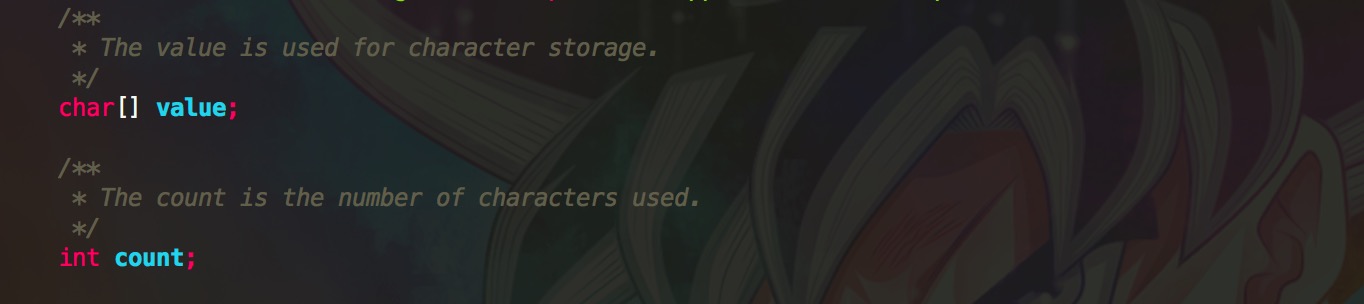 /**
* The value is used for character storage.
*/
char[] value;
/**
* The count is the number of characters used.
*/
int count;